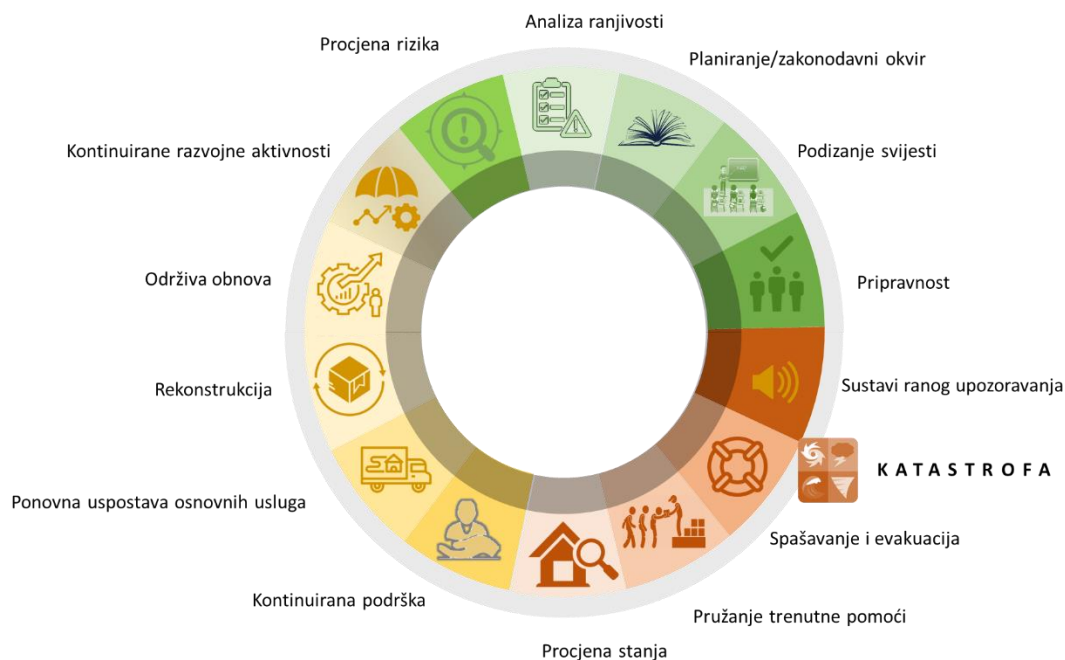 Analiza ranjivosti
Procjena rizika
Planiranje/zakonodavni okvir
Kontinuirane razvojne aktivnosti
Podizanje svijesti
Održiva obnova
Pripravnost
Rekonstrukcija
Sustavi ranog upozoravanja
KATASTROFA
Ponovna uspostava osnovnih usluga
Spašavanje i evakuacija
Kontinuirana podrška
Pružanje trenutne pomoći
Procjena stanja